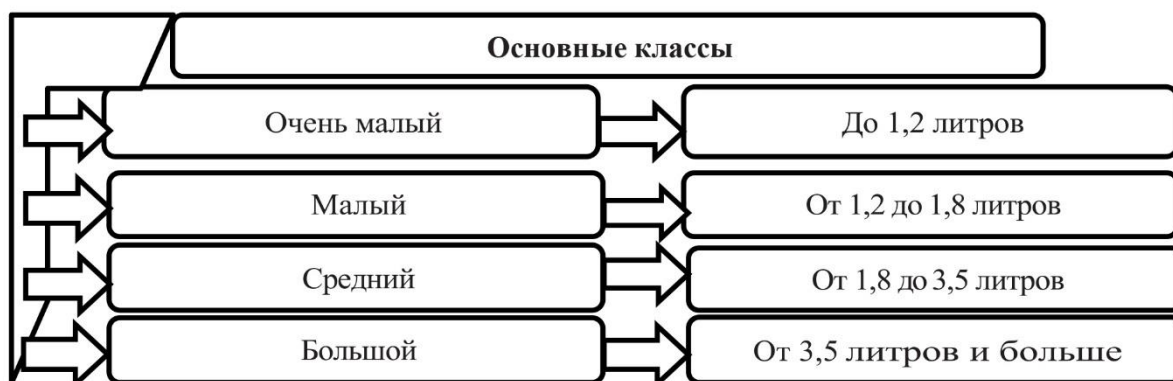 Основные классы
Очень малый До 1,2 литров
Малый От 1,2 до 1,8 литров
Средний От 1,8 до 3,5 литров
Большой От 3,5 литров и больше